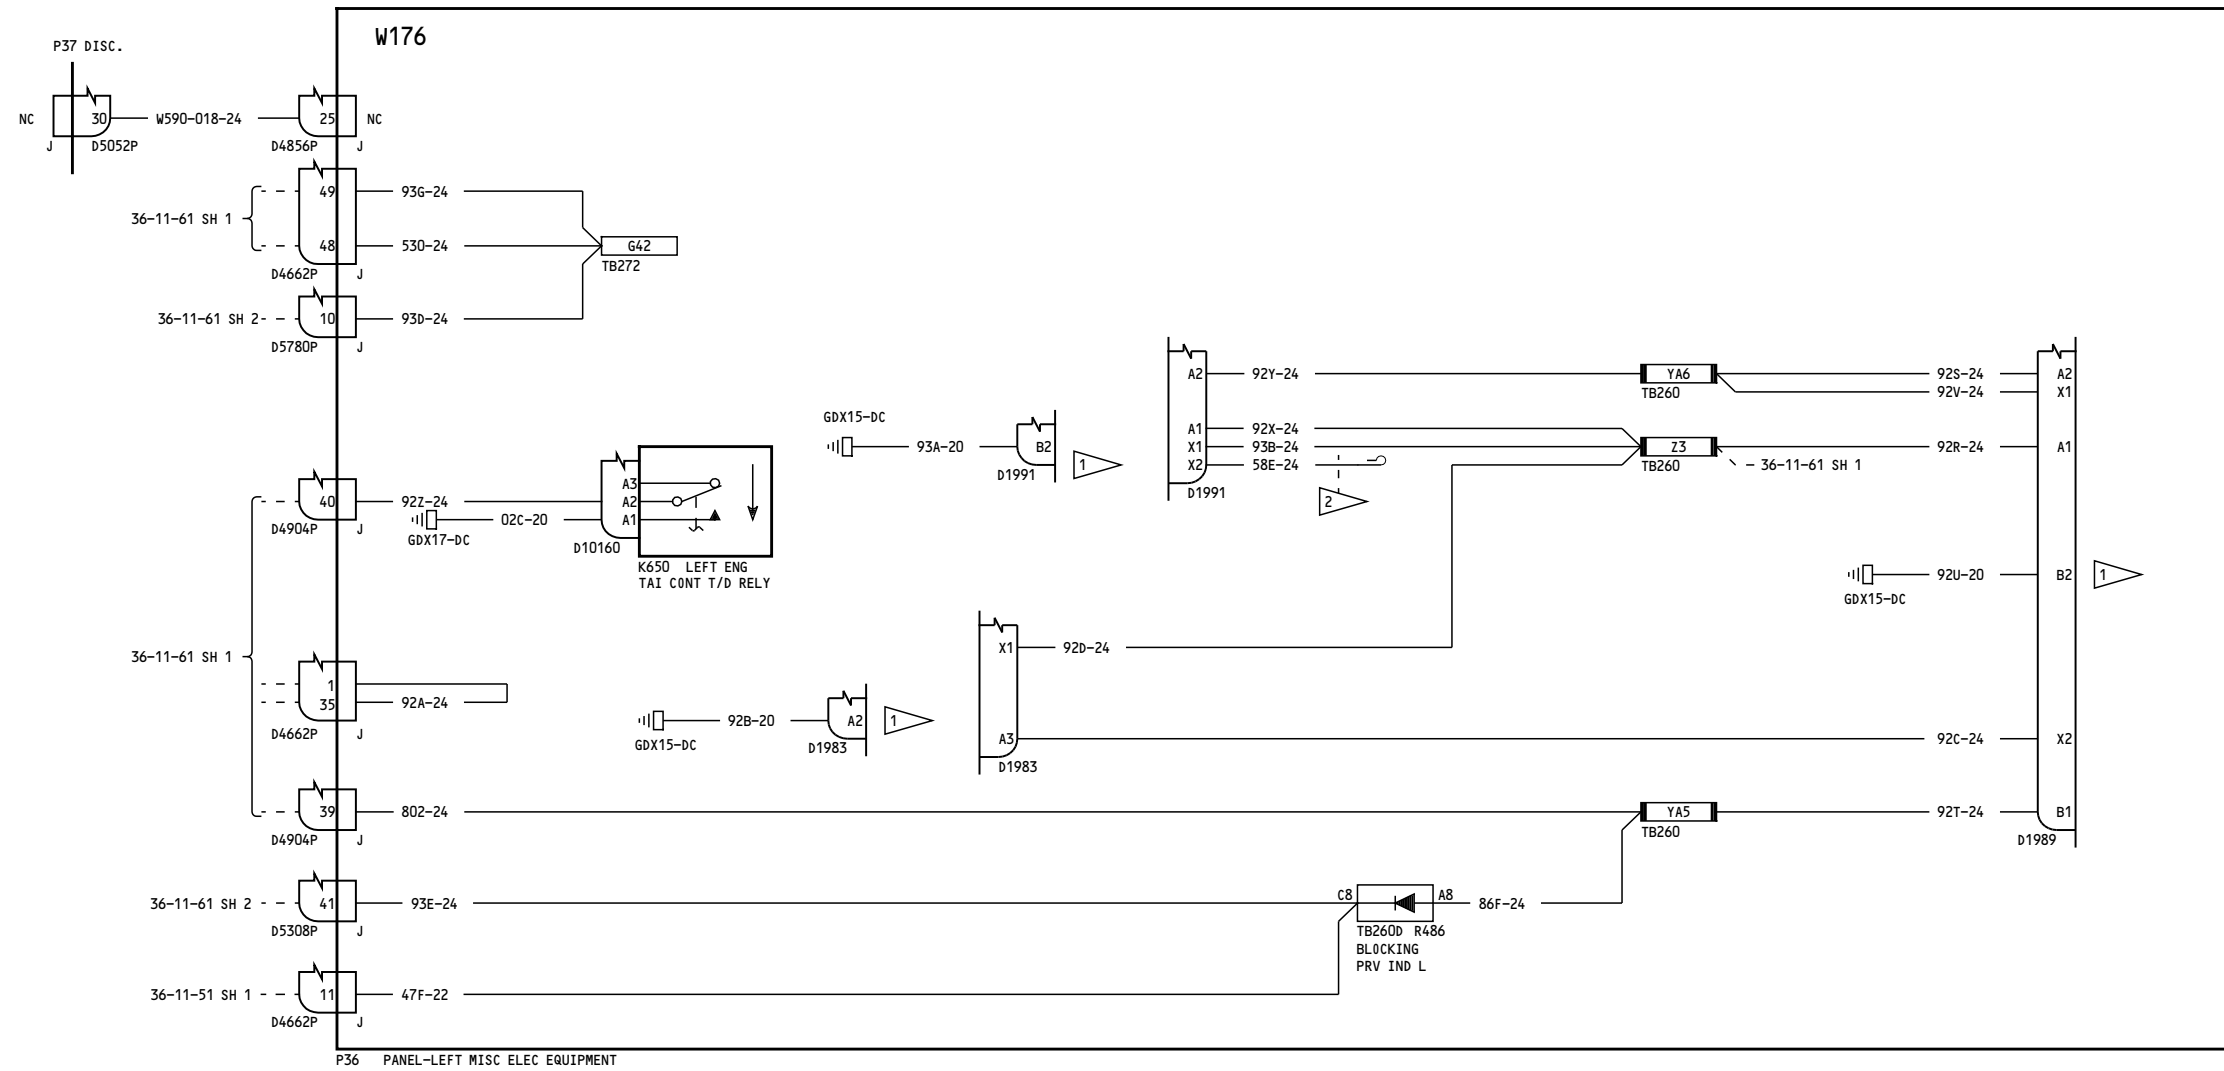 W176
P37 DISC.
NC 30 W590-018-24 25 NC
J D5052P D4856P J
49 93G-24
36-11-61 SH 1
48 530-24 G42
D4662P J TB272
36-11-61 SH 2 10 93D-24
D5780P J
A2 92Y-24 YA6 92S-24 A2
TB260 92V-24 X1
GDX15-DC
A1 92X-24
93A-20 B2 X1 93B-24 Z3 92R-24 A1
1 X2 58E-24 TB260 36-11-61 SH 1
D1991 D1991
A3
40 92Z-24 A2 2
02C-20 A1
D4904P J GDX17-DC D10160
K650 LEFT ENG
TAI CONT T/D RELY
92U-20 B2 1
GDX15-DC
X1 92D-24
36-11-61 SH 1
1
35 92A-24
D4662P J
92B-20 A2 1
GDX15-DC D1983
A3 92C-24 X2
D1983
39 802-24 YA5 92T-24 B1
D4904P J TB260 D1989
C8 A8
36-11-61 SH 2 41 93E-24 86F-24
D5308P J TB260D R486
BLOCKING
PRV IND L
36-11-51 SH 1 11 47F-22
D4662P J
P36 PANEL-LEFT MISC ELEC EQUIPMENT